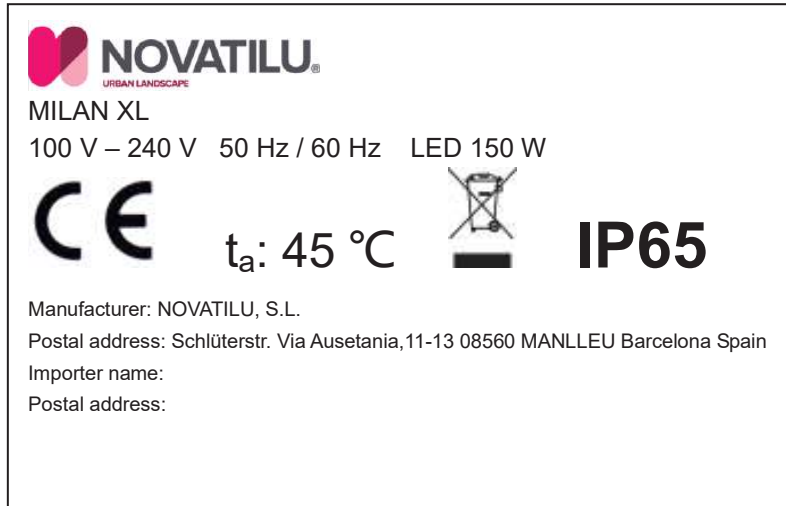 NOVATILU®
URBAN LANDSCAPE
MILAN XL
100 V – 240 V 50 Hz / 60 Hz LED 150 W
CE tₐ: 45 ℃ IP65
Manufacturer: NOVATILU, S.L.
Postal address: Schlüterstr. Via Ausetania,11-13 08560 MANLLEU Barcelona Spain
Importer name:
Postal address: